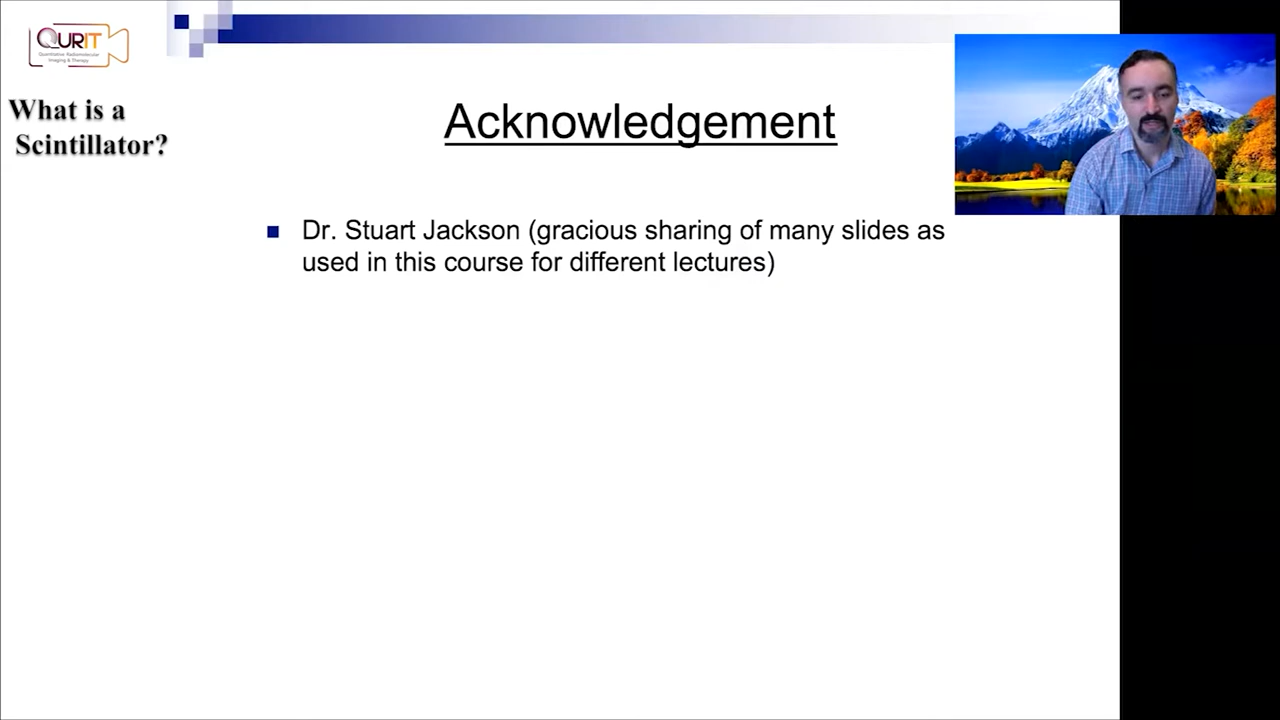 QURIT
Quantitative Radiomolecular
Imaging & Therapy
What is a
Scintillator?
Acknowledgement
Dr. Stuart Jackson (gracious sharing of many slides as
used in this course for different lectures)